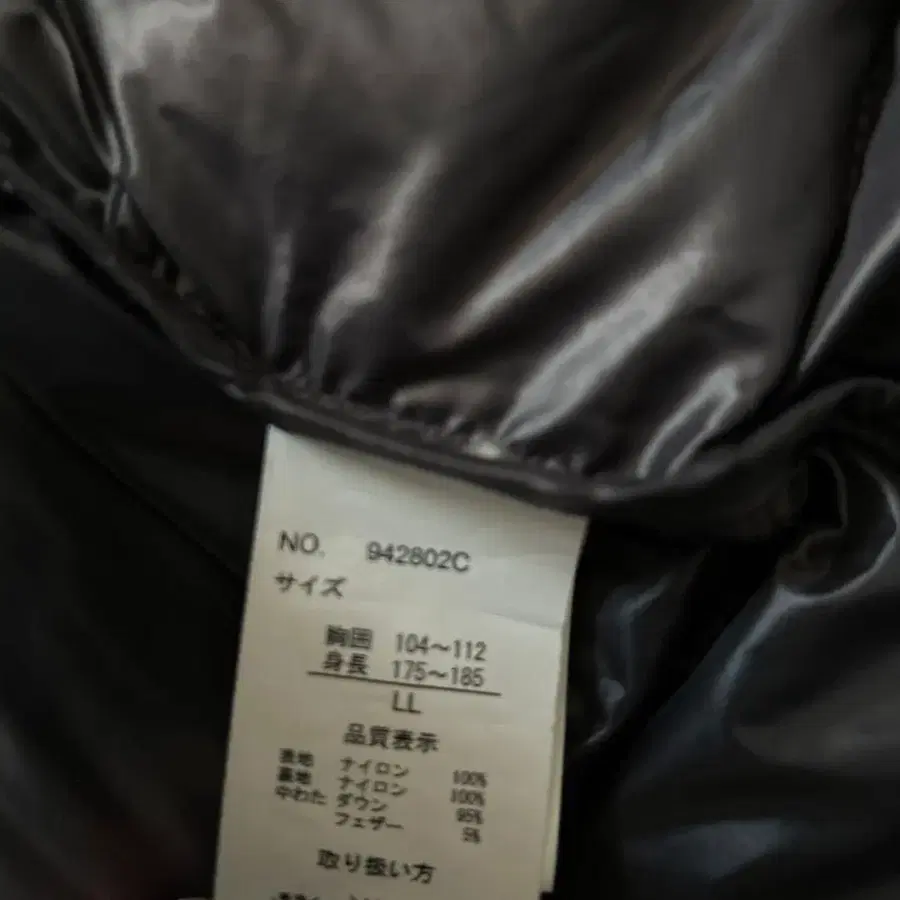 NO. 942802C
サイズ
胸囲 104～112
身長 175～185
LL
品質表示
表地 ナイロン 100%
裏地 ナイロン 100%
中わた ダウン 95%
フェザー 5%
取り扱い方